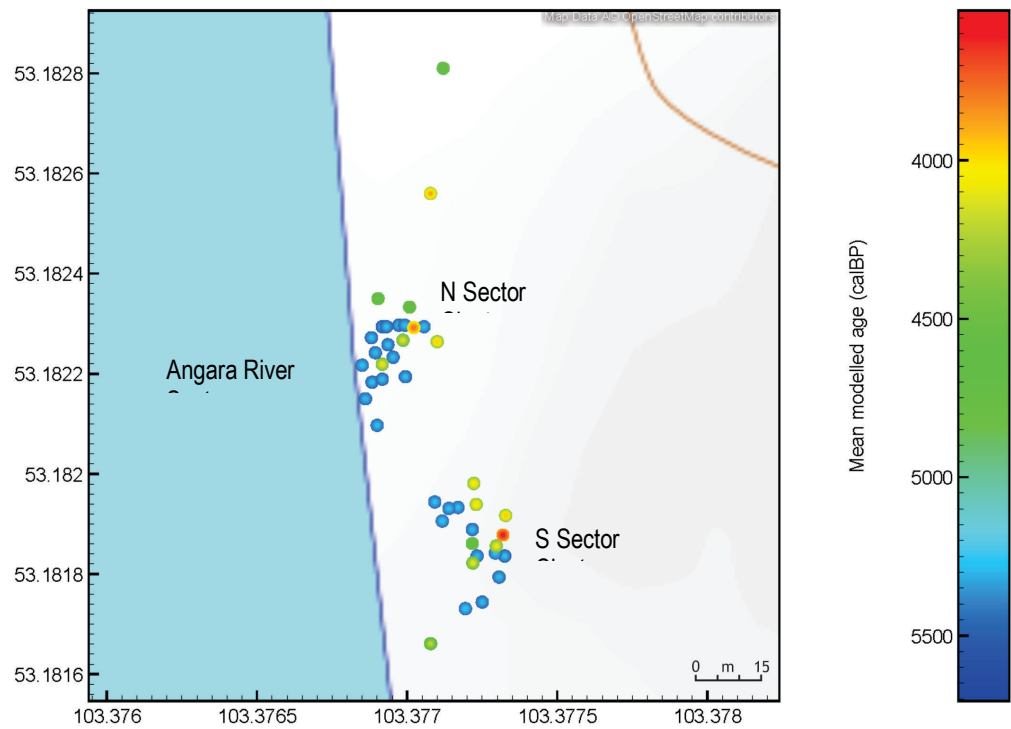 Map Data Â© OpenStreetMap contributors
53.1828
53.1826
53.1824
53.1822
53.182
53.1818
53.1816
N Sector
Angara River
S Sector
0 m 15
103.376
103.3765
103.377
103.3775
103.378
4000
4500
5000
5500
Mean modelled age (calBP)